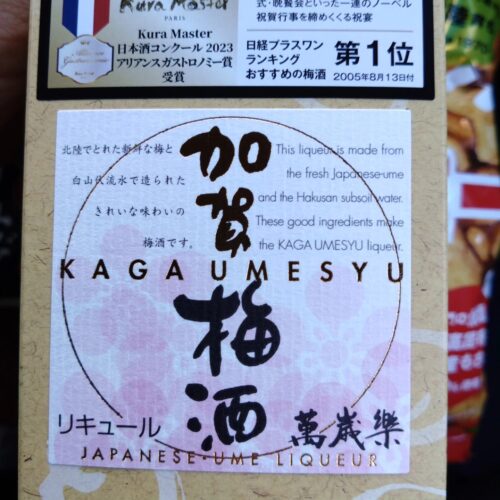 Kura Master
PARIS
Kura Master
日本酒コンクール 2023
アリアンスガストロノミー賞
受賞
式・晩餐会といった一連のノーベル
祝賀行事を締めくくる祝宴
日経プラスワン
ランキング
おすすめの梅酒
第1位
2005年8月13日付
北陸でとれた新鮮な梅と
白山伏流水で造られた
きれいな味わいの
梅酒です。
加賀梅酒
This liqueur is made from
the fresh Japanese-ume
and the Hakusan subsoil water.
These good ingredients make
the KAGA UMESYU liqueur.
KAGA UMESYU
リキュール
萬歳樂
JAPANESE-UME LIQUEUR